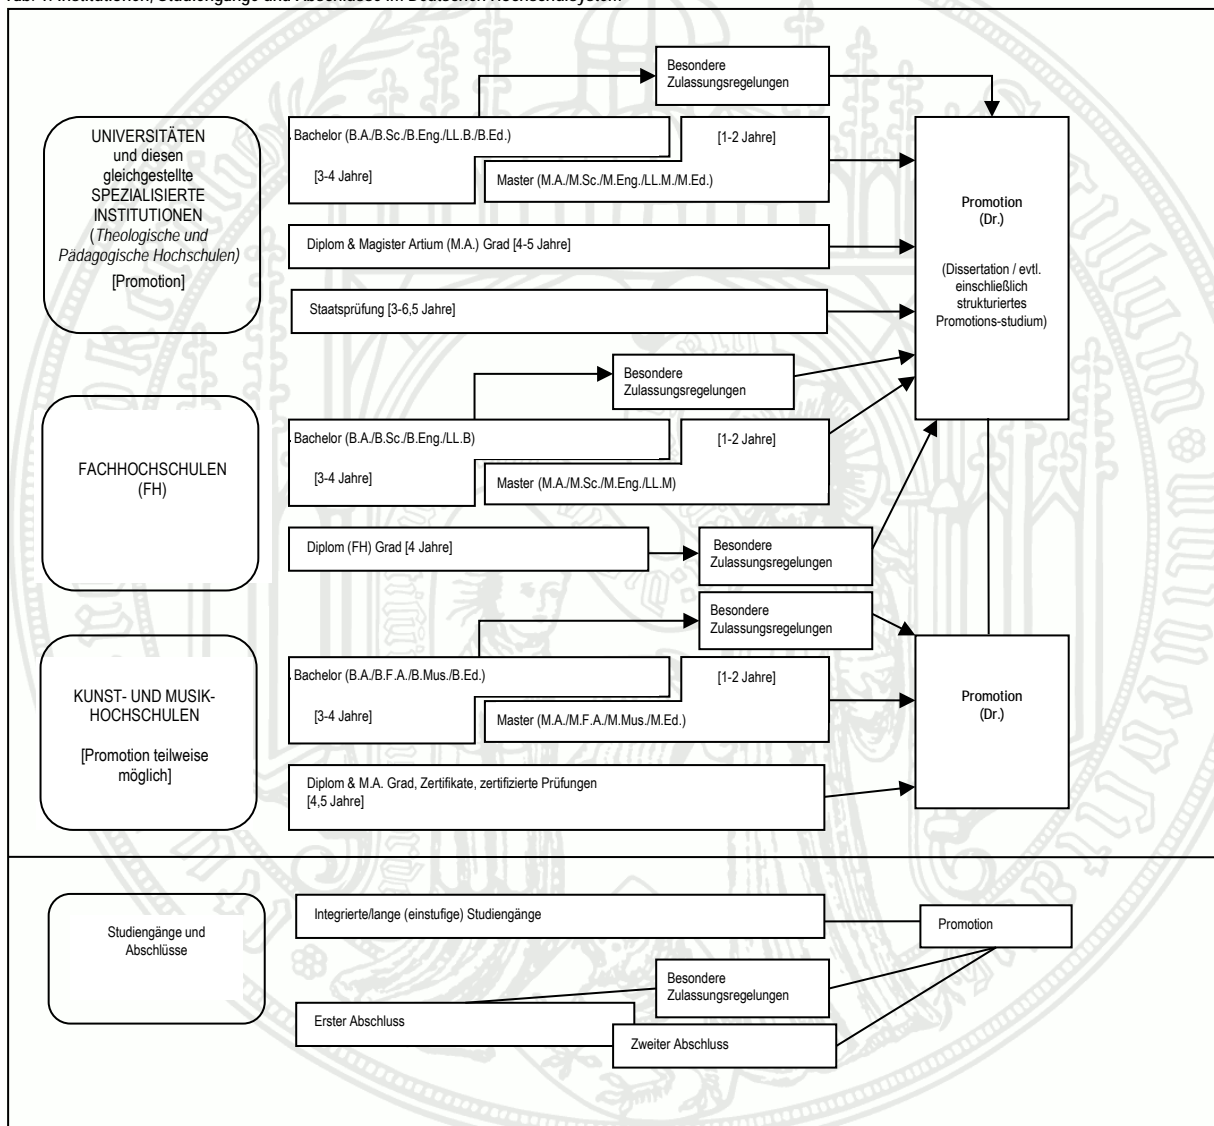 UNIVERSITÄTEN
und diesen
gleichgestellte
SPEZIALISIERTE
INSTITUTIONEN
(Theologische und
Pädagogische Hochschulen)
[Promotion]
Besondere
Zulassungsregelungen
Bachelor (B.A./B.Sc./B.Eng./LL.B./B.Ed.)
[3-4 Jahre]
[1-2 Jahre]
Master (M.A./M.Sc./M.Eng./LL.M./M.Ed.)
Diplom & Magister Artium (M.A.) Grad [4-5 Jahre]
Staatsprüfung [3-6,5 Jahre]
Promotion
(Dr.)
(Dissertation / evtl.
einschließlich
strukturiertes
Promotions-studium)
FACHHOCHSCHULEN
(FH)
Besondere
Zulassungsregelungen
Bachelor (B.A./B.Sc./B.Eng./LL.B)
[3-4 Jahre]
[1-2 Jahre]
Master (M.A./M.Sc./M.Eng./LL.M)
Diplom (FH) Grad [4 Jahre]
Besondere
Zulassungsregelungen
KUNST- UND MUSIK-
HOCHSCHULEN
[Promotion teilweise
möglich]
Besondere
Zulassungsregelungen
Bachelor (B.A./B.F.A./B.Mus./B.Ed.)
[3-4 Jahre]
[1-2 Jahre]
Master (M.A./M.F.A./M.Mus./M.Ed.)
Diplom & M.A. Grad, Zertifikate, zertifizierte Prüfungen
[4,5 Jahre]
Promotion
(Dr.)
Studiengänge und
Abschlüsse
Integrierte/lange (einstufige) Studiengänge
Promotion
Besondere
Zulassungsregelungen
Erster Abschluss
Zweiter Abschluss